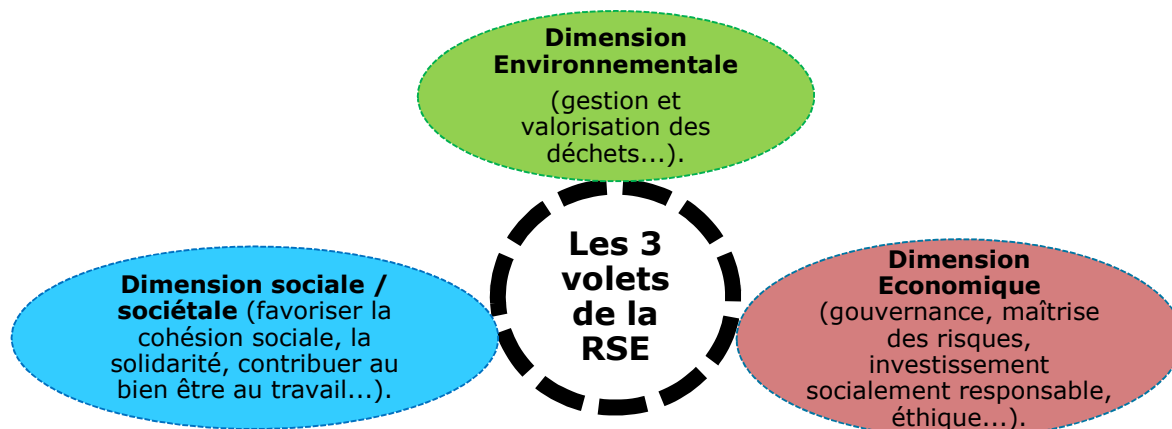 Dimension
Environnementale
(gestion et
valorisation des
déchets...).
Les 3
volets
de la
RSE
Dimension sociale /
sociétale (favoriser la
cohésion sociale, la
solidarité, contribuer au
bien être au travail...).
Dimension
Economique
(gouvernance, maîtrise
des risques,
investissement
socialement responsable,
éthique...).